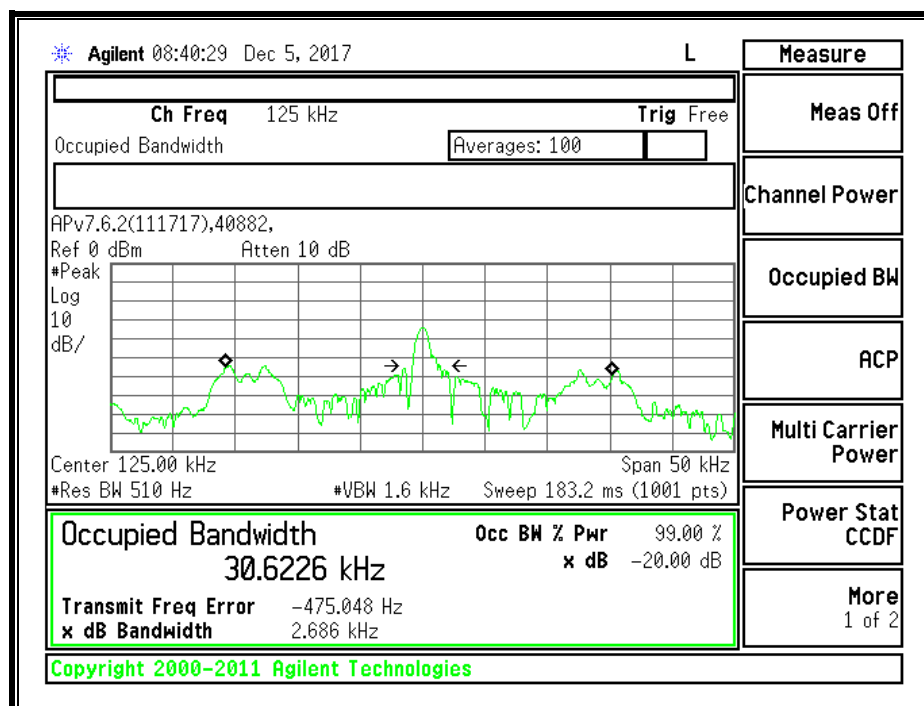 Agilent 08:40:29 Dec 5, 2017 L
Measure
Ch Freq 125 kHz Trig Free
Meas Off
Occupied Bandwidth Averages: 100
Channel Power
APv7.6.2(111717),40882,
Ref 0 dBm Atten 10 dB
#Peak
Log
10
dB/
Occupied BW
ACP
Multi Carrier
Power
Center 125.00 kHz Span 50 kHz
#Res BW 510 Hz #VBW 1.6 kHz Sweep 183.2 ms (1001 pts)
Power Stat
CCDF
Occupied Bandwidth Occ BW % Pwr 99.00 %
30.6226 kHz x dB -20.00 dB
Transmit Freq Error -475.048 Hz
x dB Bandwidth 2.686 kHz
More
1 of 2
Copyright 2000-2011 Agilent Technologies